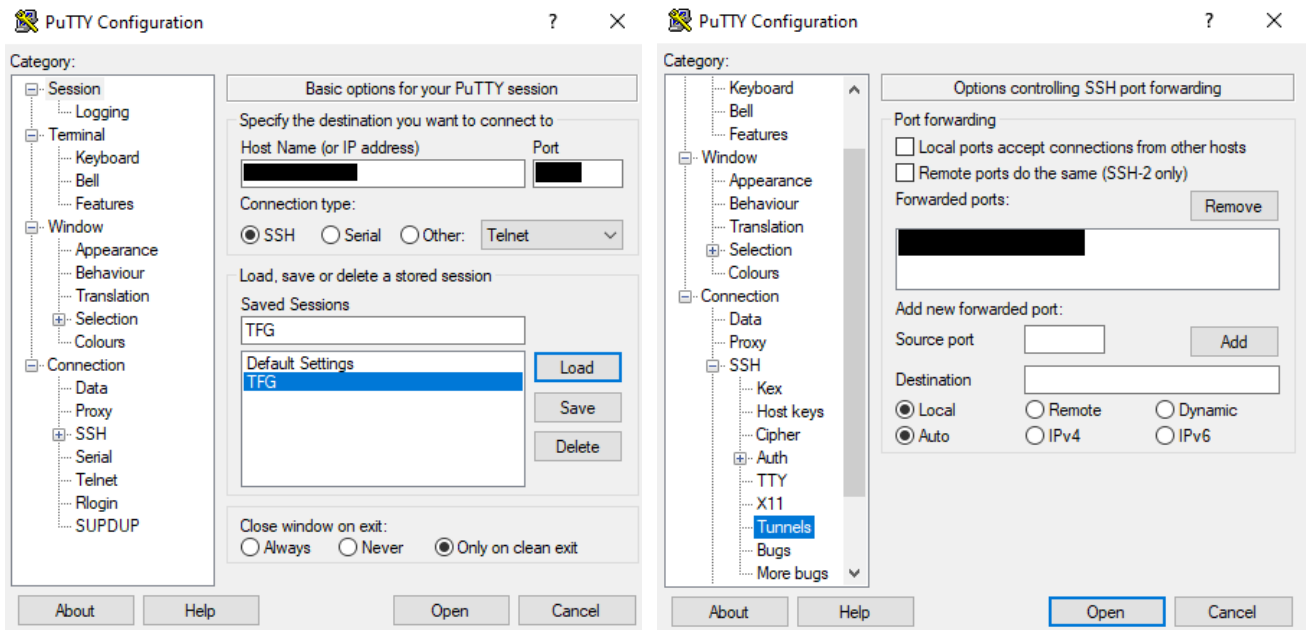 PuTTY Configuration
?
Category:
Session
Logging
Terminal
Keyboard
Bell
Features
Window
Appearance
Behaviour
Translation
Selection
Colours
Connection
Data
Proxy
SSH
Serial
Telnet
Rlogin
SUPDUP
Basic options for your PuTTY session
Specify the destination you want to connect to
Host Name (or IP address) Port
Connection type:
SSH Serial Other: Telnet
Load, save or delete a stored session
Saved Sessions
TFG
Default Settings
TFG
Load
Save
Delete
Close window on exit:
Always Never Only on clean exit
About Help Open Cancel
PuTTY Configuration
?
Category:
Keyboard
Bell
Features
Window
Appearance
Behaviour
Translation
Selection
Colours
Connection
Data
Proxy
SSH
Kex
Host keys
Cipher
Auth
TTY
X11
Tunnels
Bugs
More bugs
Options controlling SSH port forwarding
Port forwarding
Local ports accept connections from other hosts
Remote ports do the same (SSH-2 only)
Forwarded ports: Remove
Add new forwarded port:
Source port Add
Destination
Local Remote Dynamic
Auto IPv4 IPv6
About Help Open Cancel